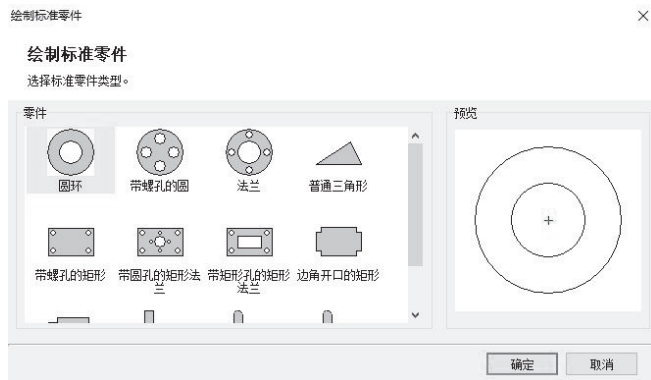 绘制标准零件
绘制标准零件
选择标准零件类型。
零件
预览
圆环
带螺孔的圆
法兰
普通三角形
带螺孔的矩形
带圆孔的矩形法
兰
带矩形孔的矩形
法兰
边角开口的矩形
确定
取消